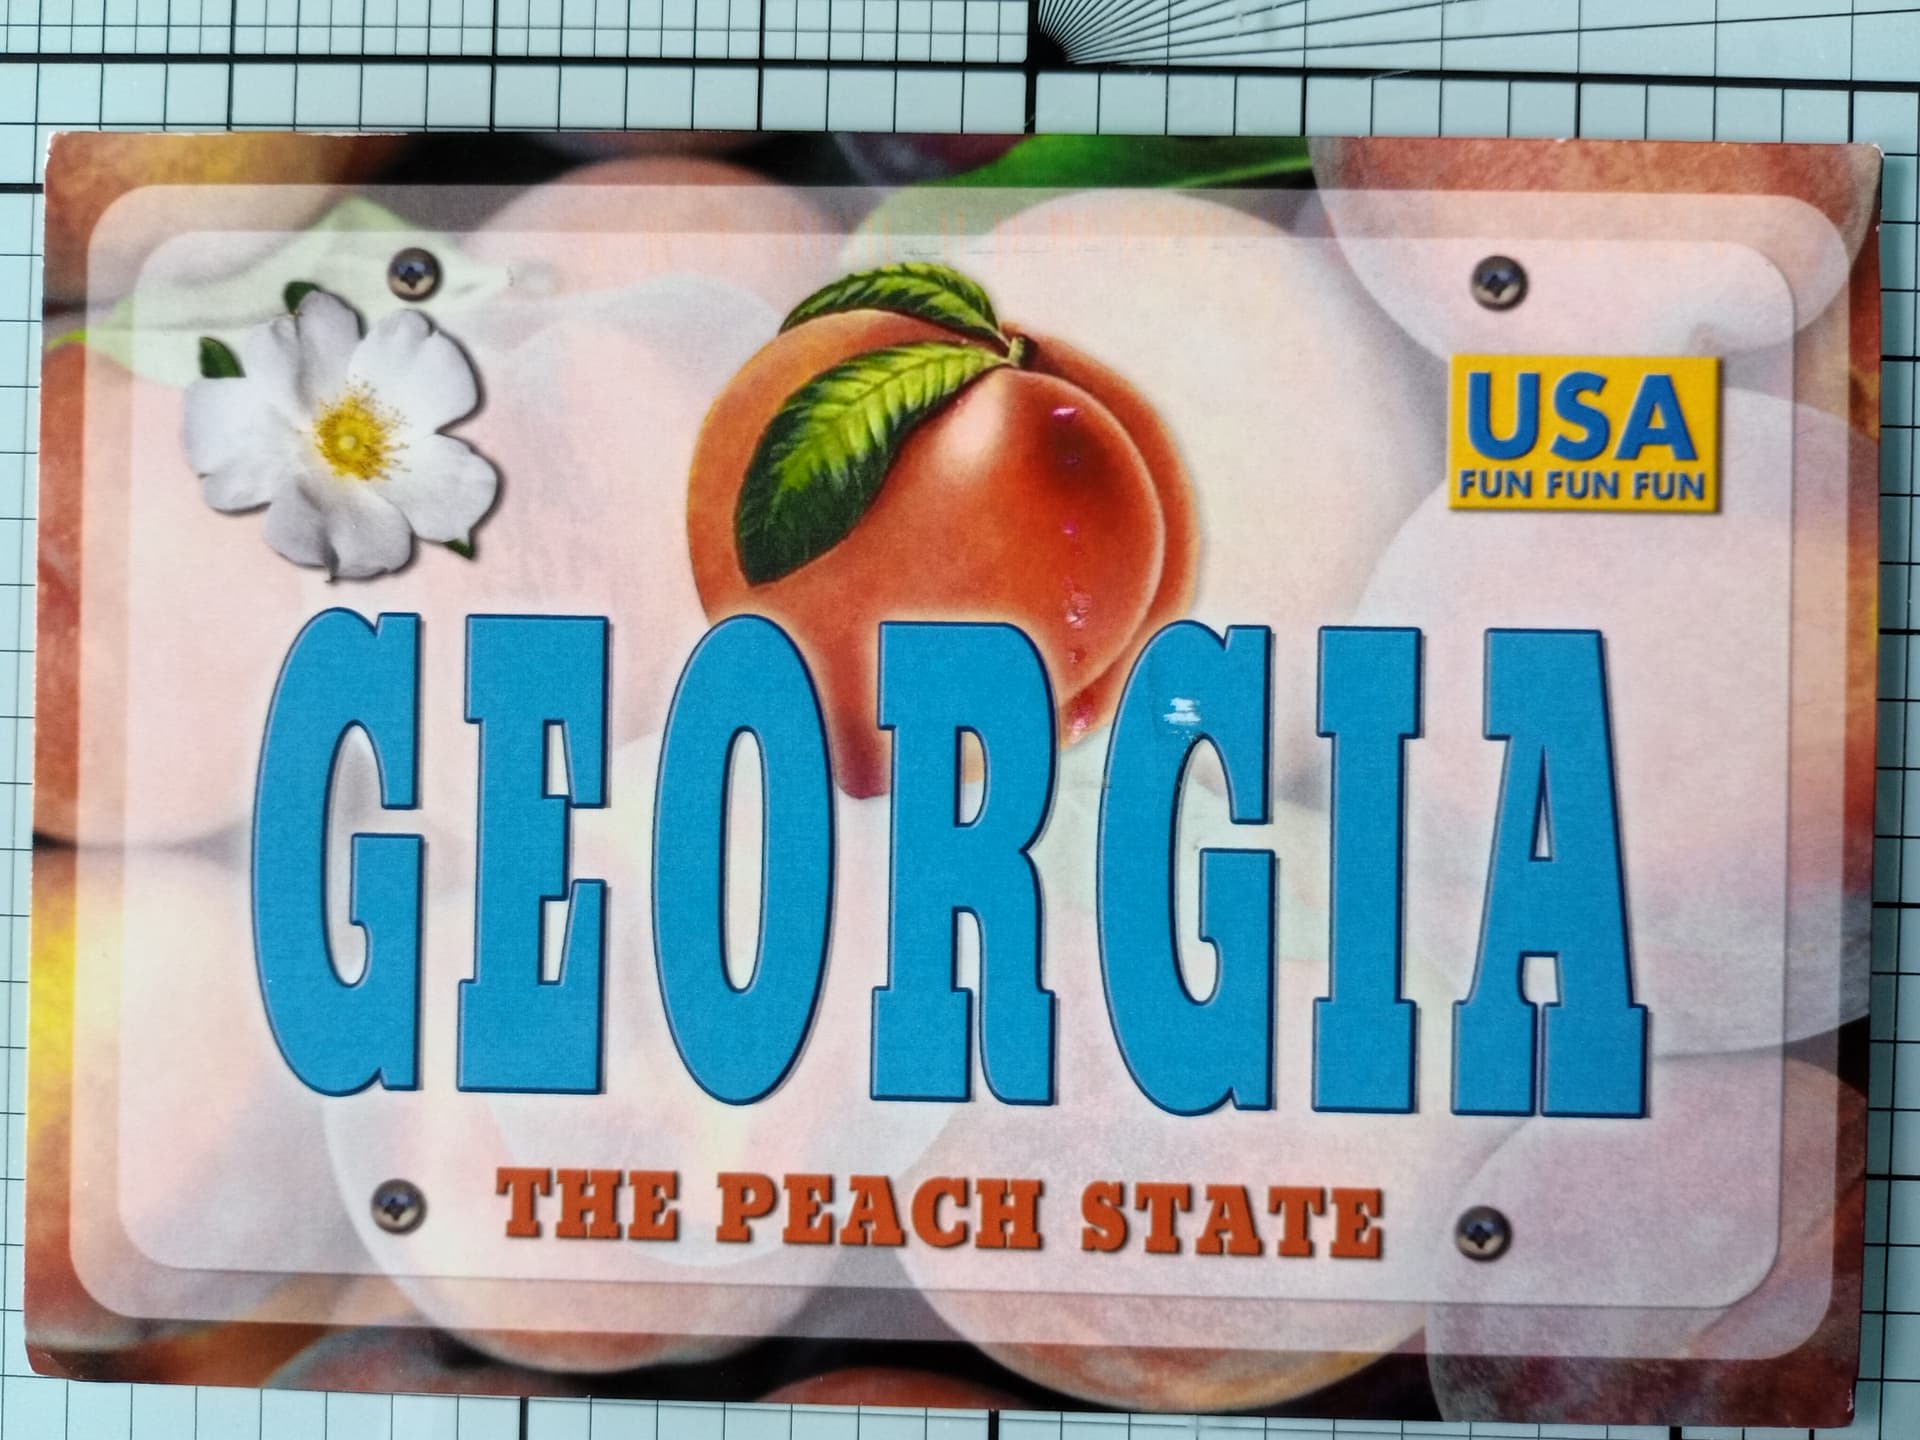 USA
FUN FUN FUN
GEORGIA
THE PEACH STATE